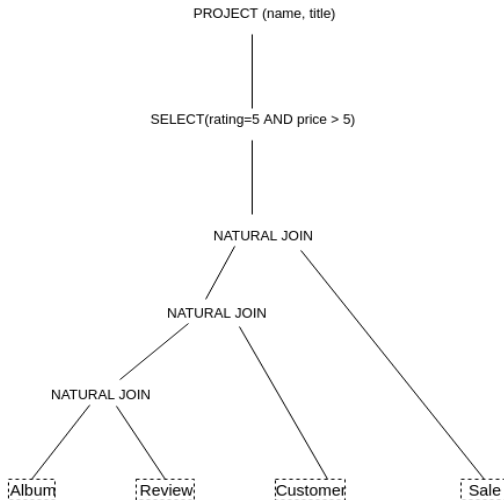 PROJECT (name, title)
SELECT(rating=5 AND price > 5)
NATURAL JOIN
NATURAL JOIN
NATURAL JOIN
Album
Review
Customer
Sale